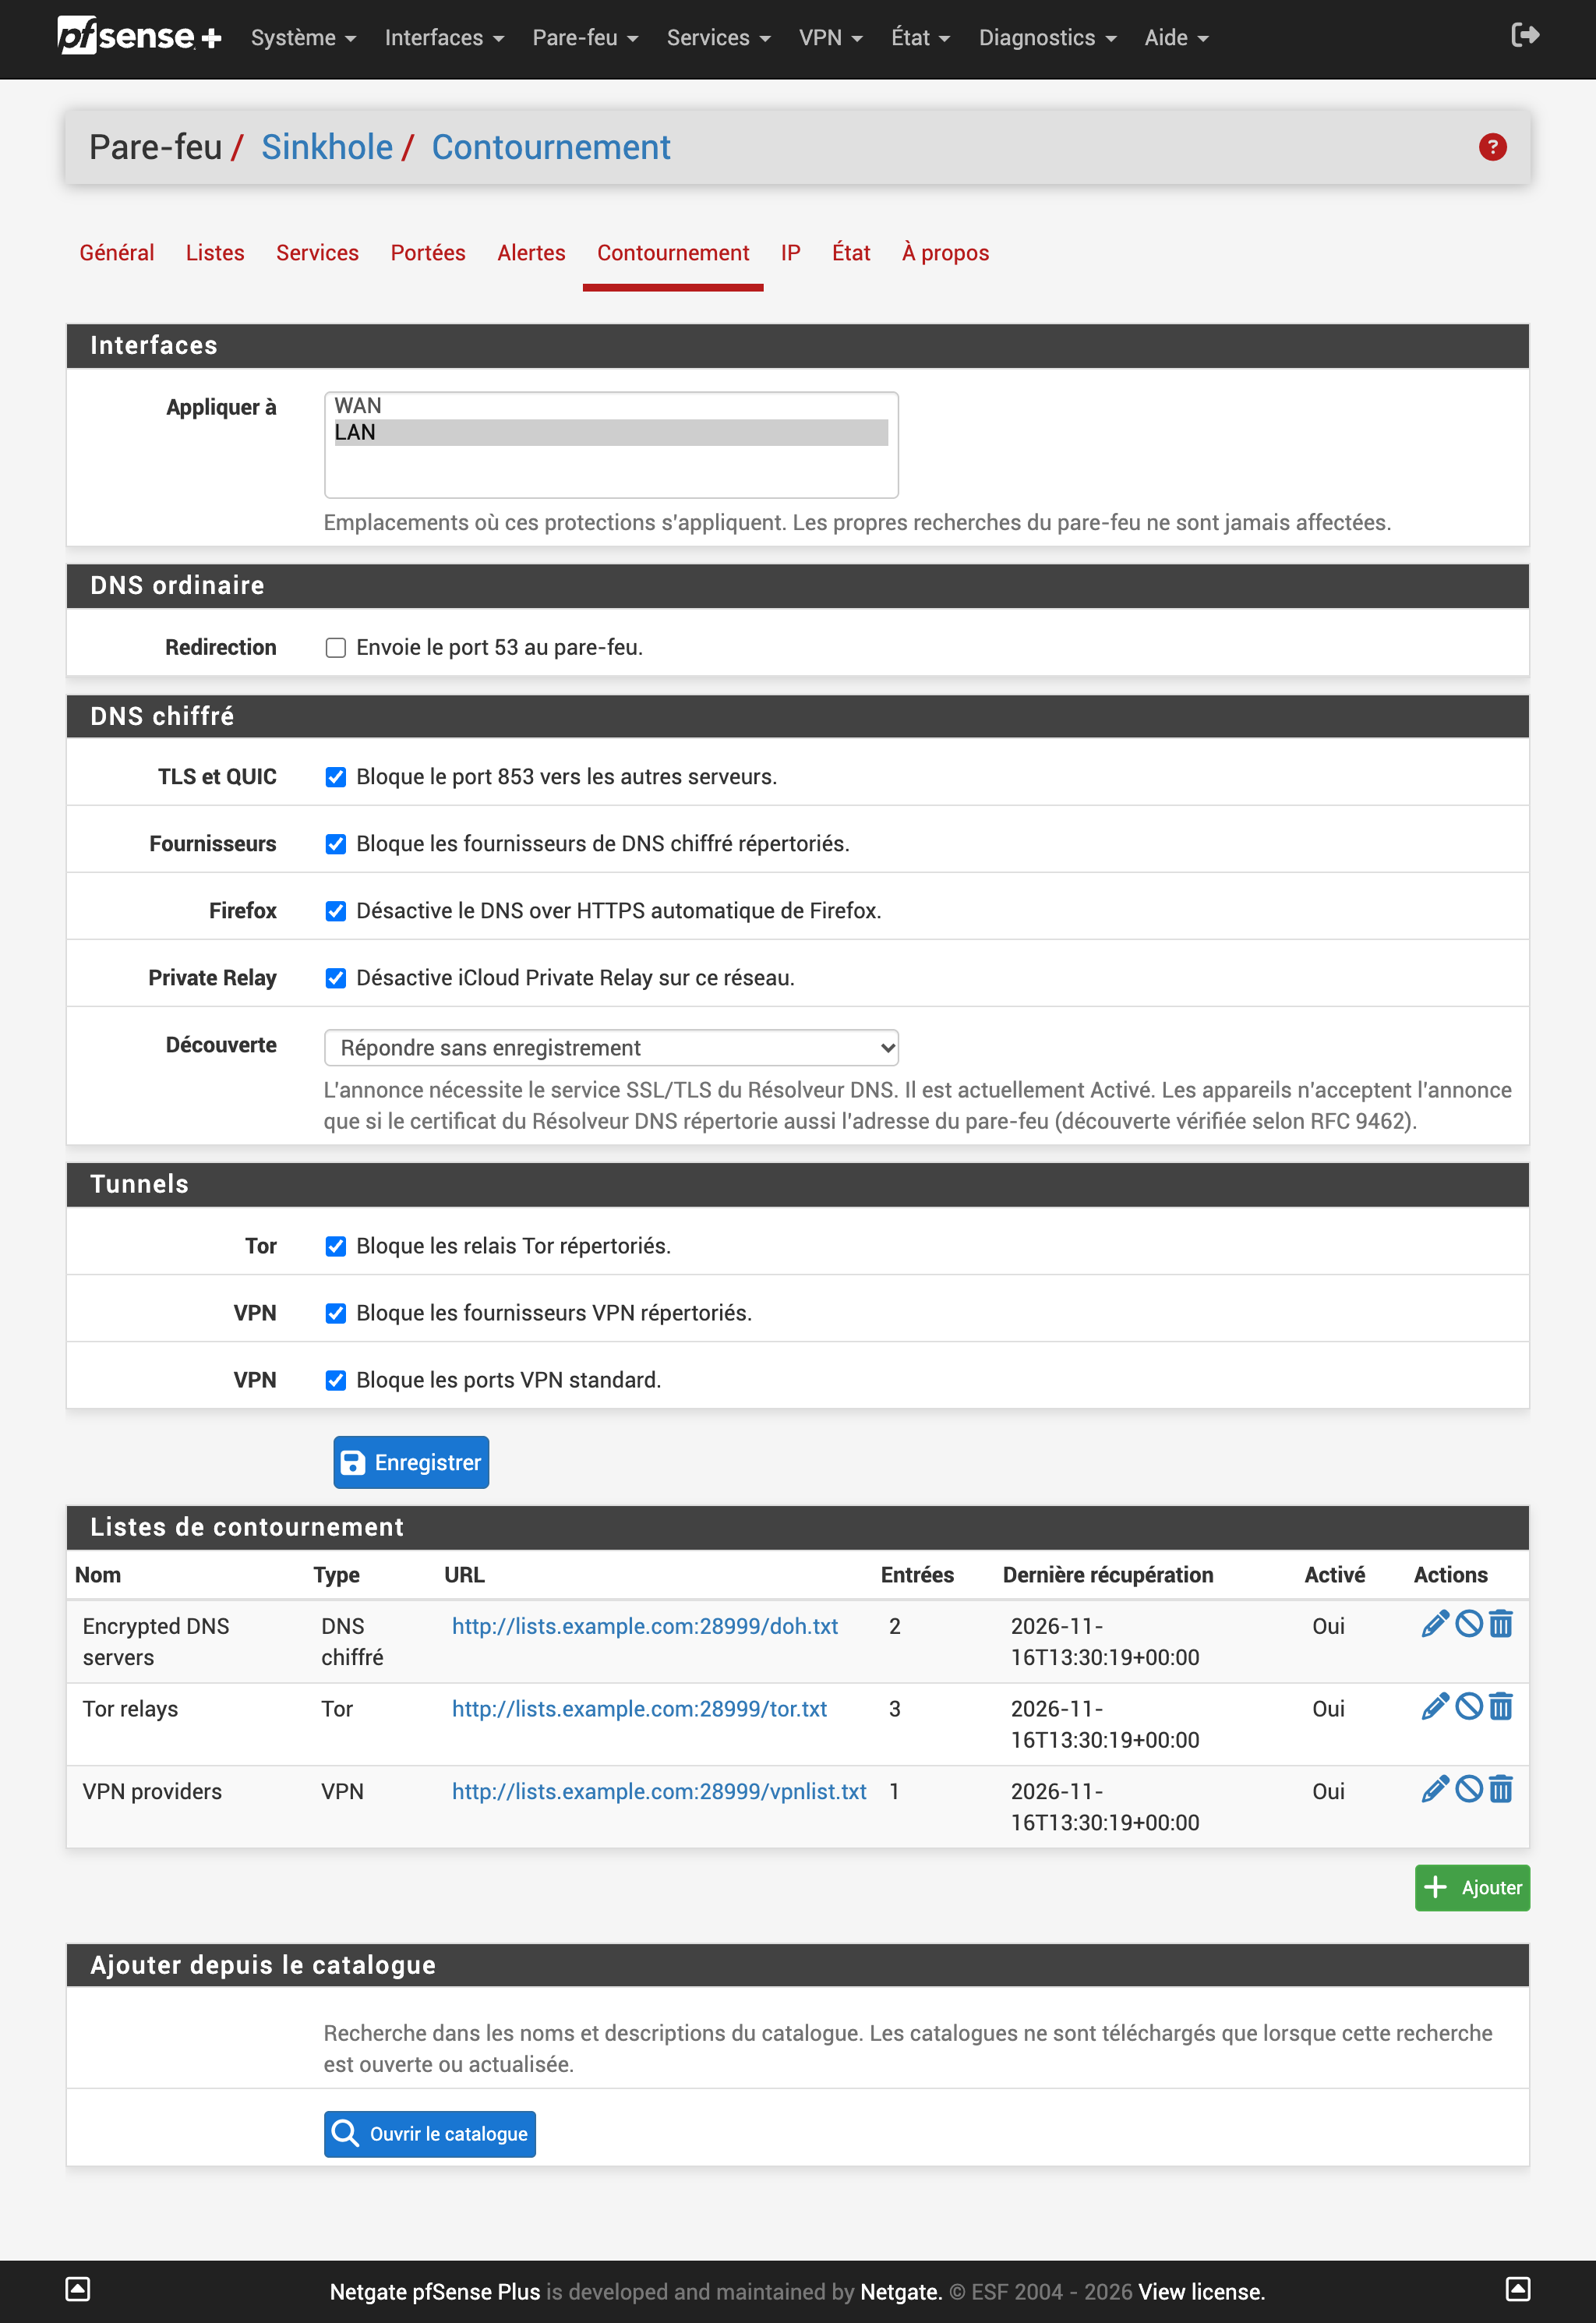 pfsense + Système Interfaces Pare-feu Services VPN État Diagnostics Aide
Pare-feu / Sinkhole / Contournement ?
Général Listes Services Portées Alertes Contournement IP État À propos
Interfaces
Appliquer à
WAN
LAN
Emplacements où ces protections s'appliquent. Les propres recherches du pare-feu ne sont jamais affectées.
DNS ordinaire
Redirection Envoie le port 53 au pare-feu.
DNS chiffré
TLS et QUIC Bloque le port 853 vers les autres serveurs.
Fournisseurs Bloque les fournisseurs de DNS chiffré répertoriés.
Firefox Désactive le DNS over HTTPS automatique de Firefox.
Private Relay Désactive iCloud Private Relay sur ce réseau.
Découverte Répondre sans enregistrement
L'annonce nécessite le service SSL/TLS du Résolveur DNS. Il est actuellement Activé. Les appareils n'acceptent l'annonce
que si le certificat du Résolveur DNS répertorie aussi l'adresse du pare-feu (découverte vérifiée selon RFC 9462).
Tunnels
Tor Bloque les relais Tor répertoriés.
VPN Bloque les fournisseurs VPN répertoriés.
VPN Bloque les ports VPN standard.
Enregistrer
Listes de contournement
Nom Type URL Entrées Dernière récupération Activé Actions
Encrypted DNS DNS http://lists.example.com:28999/doh.txt 2 2026-11- Oui
servers chiffré 16T13:30:19+00:00
Tor relays Tor http://lists.example.com:28999/tor.txt 3 2026-11- Oui
16T13:30:19+00:00
VPN providers VPN http://lists.example.com:28999/vpnlist.txt 1 2026-11- Oui
16T13:30:19+00:00
Ajouter
Ajouter depuis le catalogue
Recherche dans les noms et descriptions du catalogue. Les catalogues ne sont téléchargés que lorsque cette recherche
est ouverte ou actualisée.
Ouvrir le catalogue
Netgate pfSense Plus is developed and maintained by Netgate. © ESF 2004 - 2026 View license.